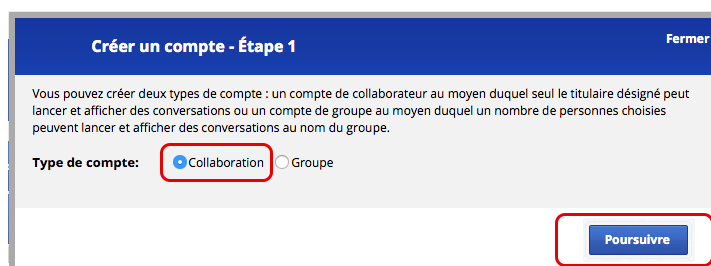 Créer un compte - Étape 1
Fermer
Vous pouvez créer deux types de compte : un compte de collaborateur au moyen duquel seul le titulaire désigné peut
lancer et afficher des conversations ou un compte de groupe au moyen duquel un nombre de personnes choisies
peuvent lancer et afficher des conversations au nom du groupe.
Type de compte: Collaboration Groupe
Poursuivre